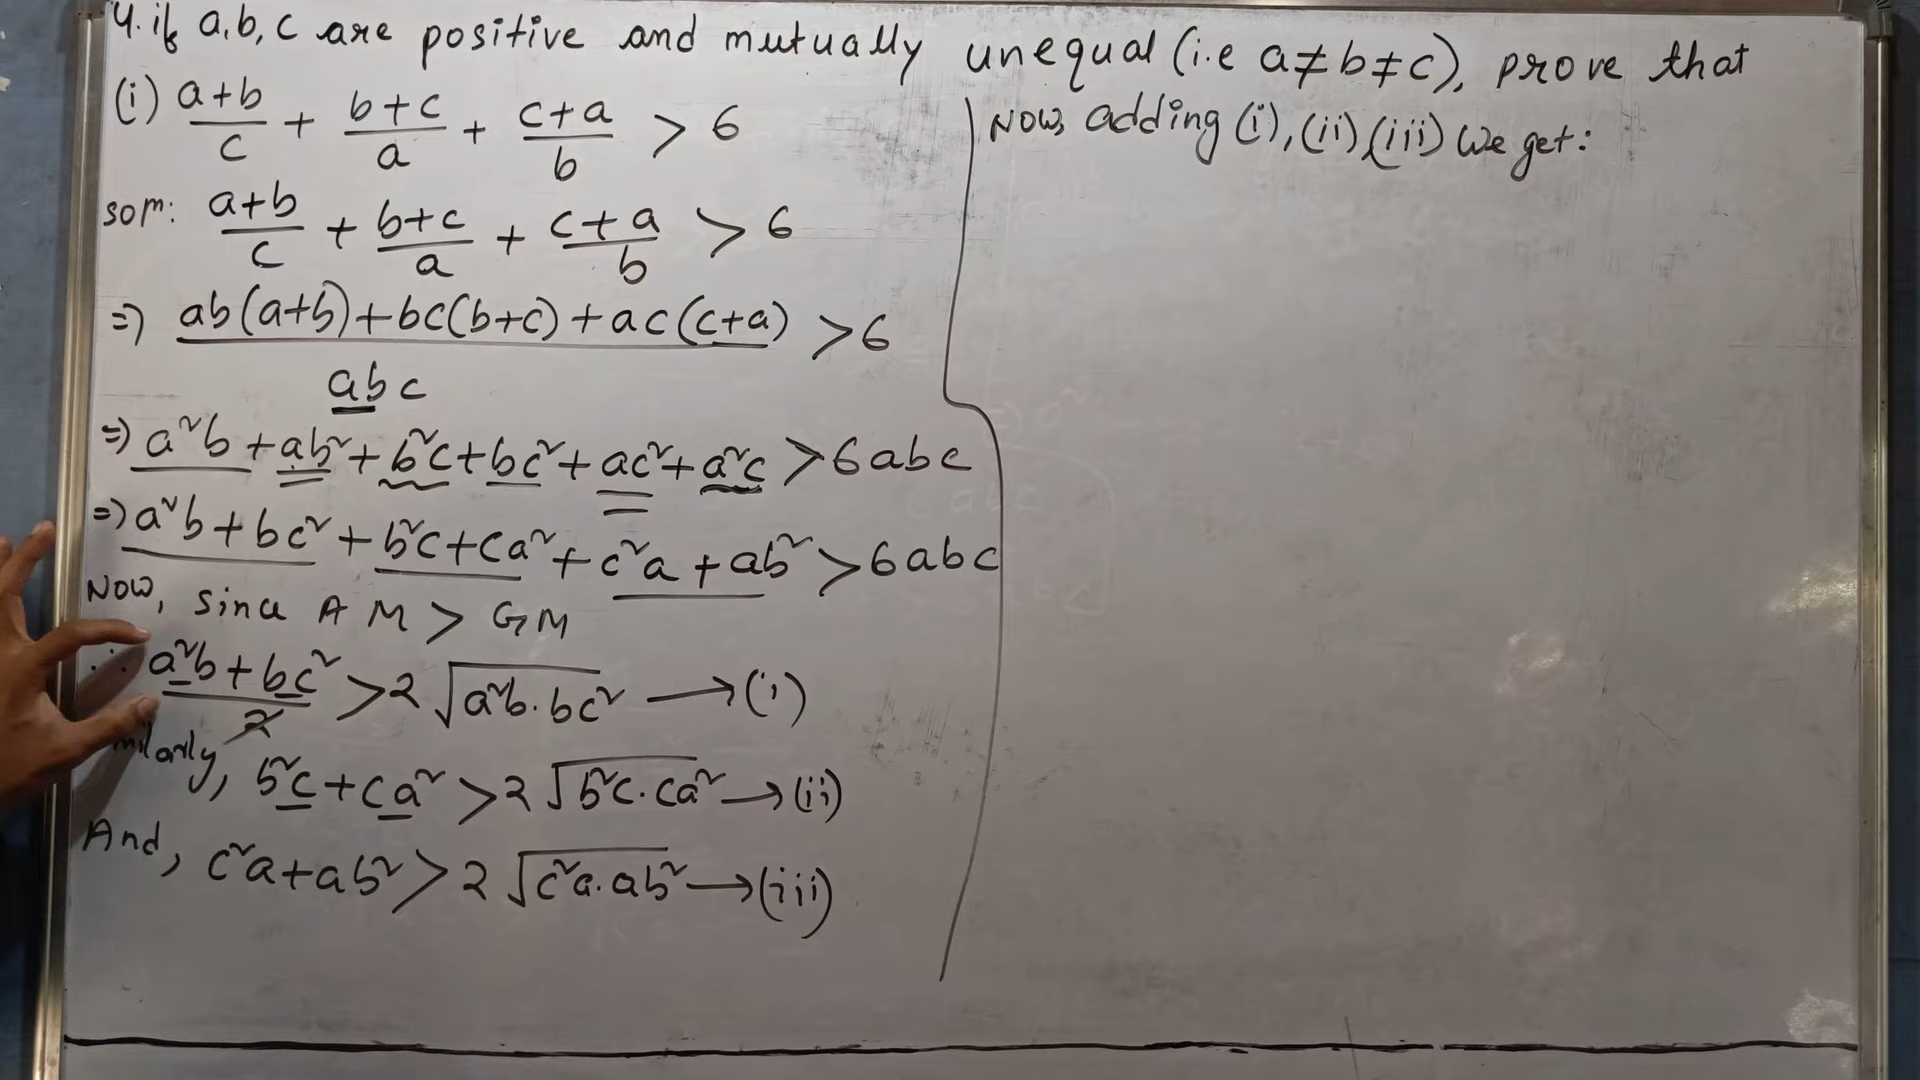 4. if a,b,c are positive and mutually unequal (i.e a≠b≠c), prove that
(i) (a+b)/c + (b+c)/a + (c+a)/b > 6
som: (a+b)/c + (b+c)/a + (c+a)/b > 6
=) (ab(a+b)+bc(b+c)+ac(c+a))/abc > 6
=) a²b + ab² + b²c + bc² + ac² + a²c > 6abc
=) a²b + bc² + b²c + ca² + c²a + ab² > 6abc
Now, since AM > GM
∴ (a²b + bc²)/2 > 2√(a²b·bc²) → (i)
milarly, b²c + ca² > 2√(b²c·ca²) → (ii)
And, c²a + ab² > 2√(c²a·ab²) → (iii)
Now, adding (i), (ii), (iii) we get: